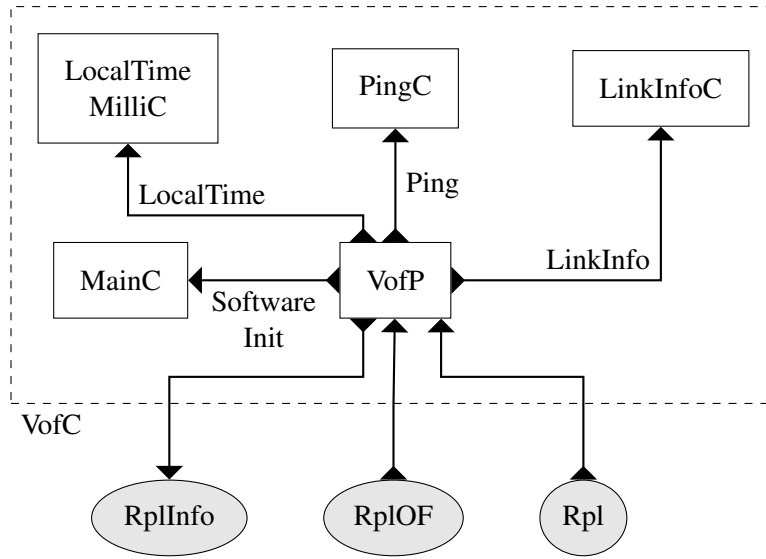 LocalTime
MilliC
PingC
LinkInfoC
LocalTime
Ping
MainC
Software
Init
VofP
LinkInfo
VofC
RplInfo
RplOF
Rpl